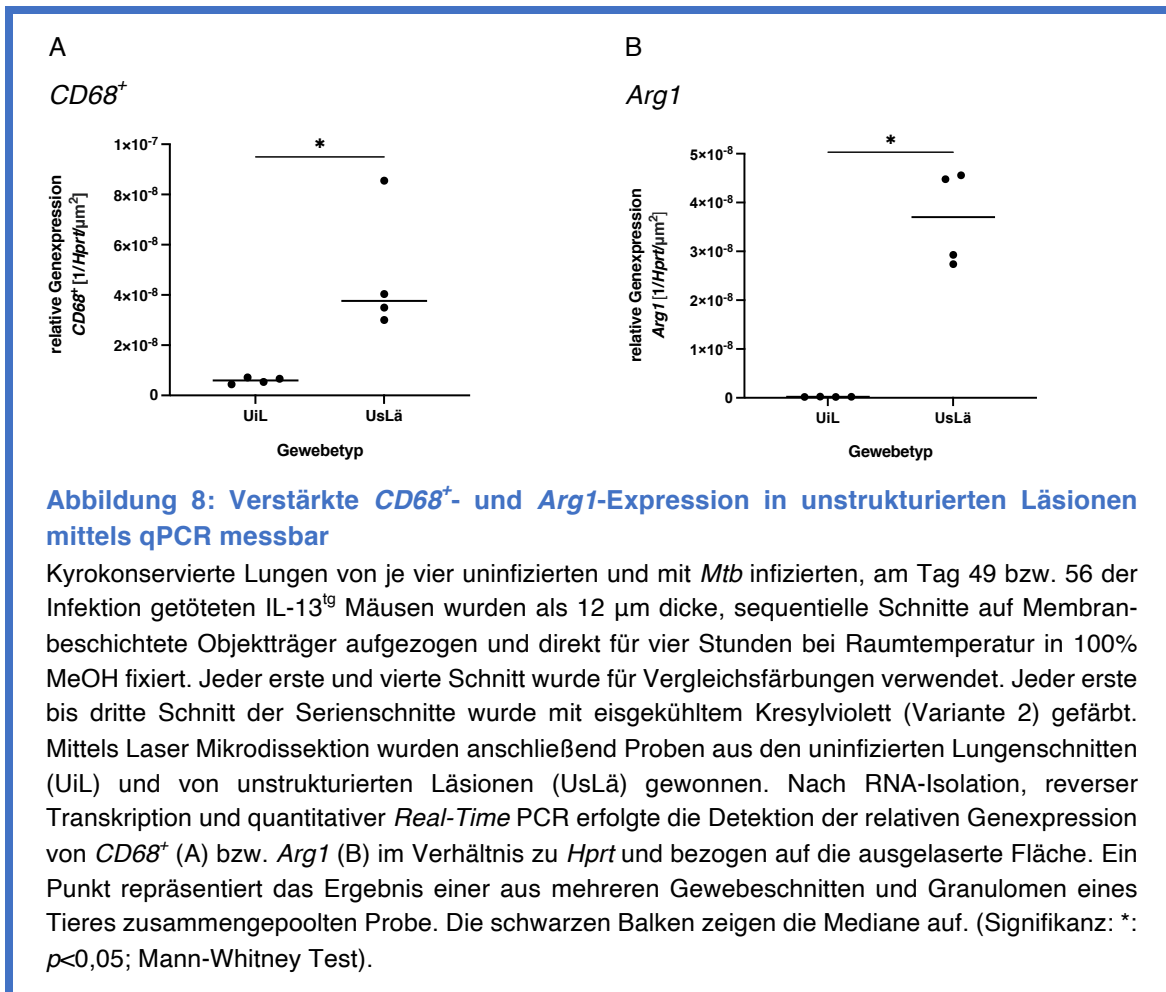 A
B
CD68⁺
Arg1
*
1×10⁻⁷
8×10⁻⁸
6×10⁻⁸
4×10⁻⁸
2×10⁻⁸
0
relative Genexpression
CD68⁺ [1/Hprt/µm²]
UiL
UsLä
Gewebetyp
*
5×10⁻⁸
4×10⁻⁸
3×10⁻⁸
2×10⁻⁸
1×10⁻⁸
0
relative Genexpression
Arg1 [1/Hprt/µm²]
UiL
UsLä
Gewebetyp
Abbildung 8: Verstärkte CD68⁺- und Arg1-Expression in unstrukturierten Läsionen
mittels qPCR messbar
Kyrokonservierte Lungen von je vier uninfizierten und mit Mtb infizierten, am Tag 49 bzw. 56 der
Infektion getöteten IL-13ᵗᵍ Mäusen wurden als 12 µm dicke, sequentielle Schnitte auf Membran-
beschichtete Objektträger aufgezogen und direkt für vier Stunden bei Raumtemperatur in 100%
MeOH fixiert. Jeder erste und vierte Schnitt wurde für Vergleichsfärbungen verwendet. Jeder erste
bis dritte Schnitt der Serienschnitte wurde mit eisgekühltem Kresylviolett (Variante 2) gefärbt.
Mittels Laser Mikrodissektion wurden anschließend Proben aus den uninfizierten Lungenschnitten
(UiL) und von unstrukturierten Läsionen (UsLä) gewonnen. Nach RNA-Isolation, reverser
Transkription und quantitativer Real-Time PCR erfolgte die Detektion der relativen Genexpression
von CD68⁺ (A) bzw. Arg1 (B) im Verhältnis zu Hprt und bezogen auf die ausgelaserte Fläche. Ein
Punkt repräsentiert das Ergebnis einer aus mehreren Gewebeschnitten und Granulomen eines
Tieres zusammengepoolten Probe. Die schwarzen Balken zeigen die Mediane auf. (Signifikanz: *:
p<0,05; Mann-Whitney Test).